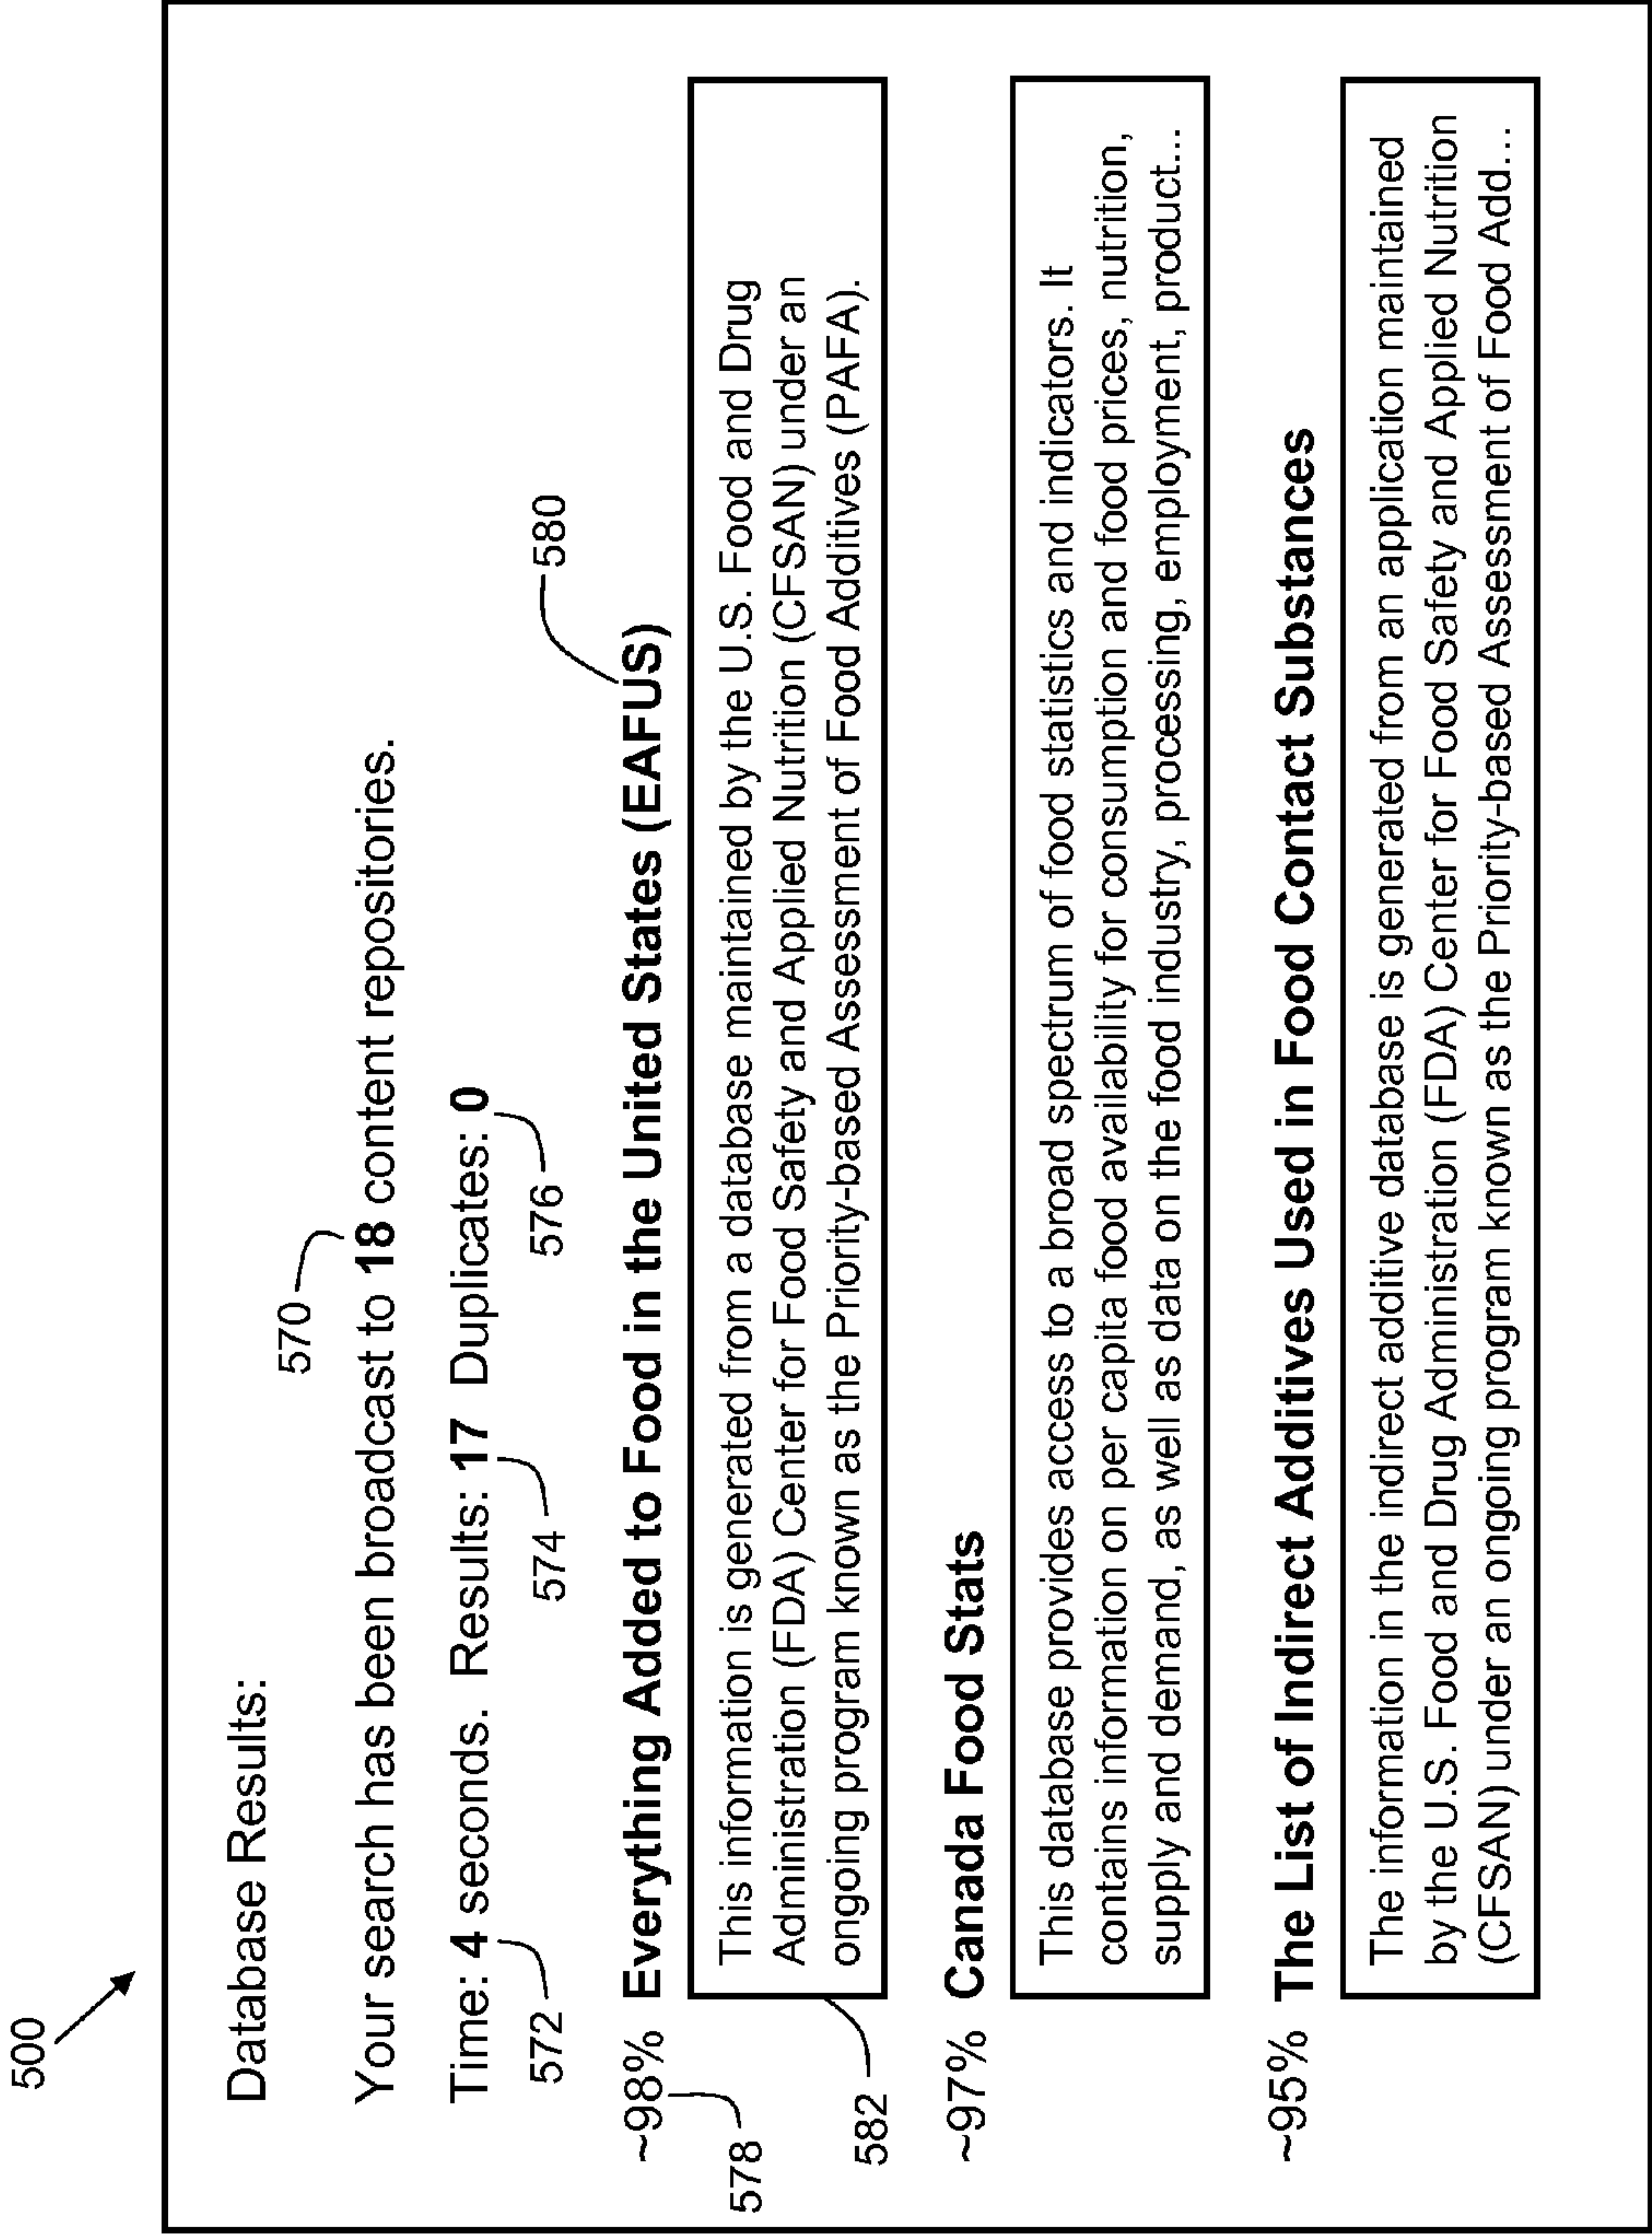 500
Database Results:
570
Your search has been broadcast to 18 content repositories.
Time: 4 seconds. Results: 17 Duplicates: 0
572
574
576
580
~98% Everything Added to Food in the United States (EAFUS)
578
This information is generated from a database maintained by the U.S. Food and Drug
Administration (FDA) Center for Food Safety and Applied Nutrition (CFSAN) under an
ongoing program known as the Priority-based Assessment of Food Additives (PAFA).
582
~97% Canada Food Stats
This database provides access to a broad spectrum of food statistics and indicators. It
contains information on per capita food availability for consumption and food prices, nutrition,
supply and demand, as well as data on the food industry, processing, employment, product...
~95% The List of Indirect Additives Used in Food Contact Substances
The information in the indirect additive database is generated from an application maintained
by the U.S. Food and Drug Administration (FDA) Center for Food Safety and Applied Nutrition
(CFSAN) under an ongoing program known as the Priority-based Assessment of Food Add...